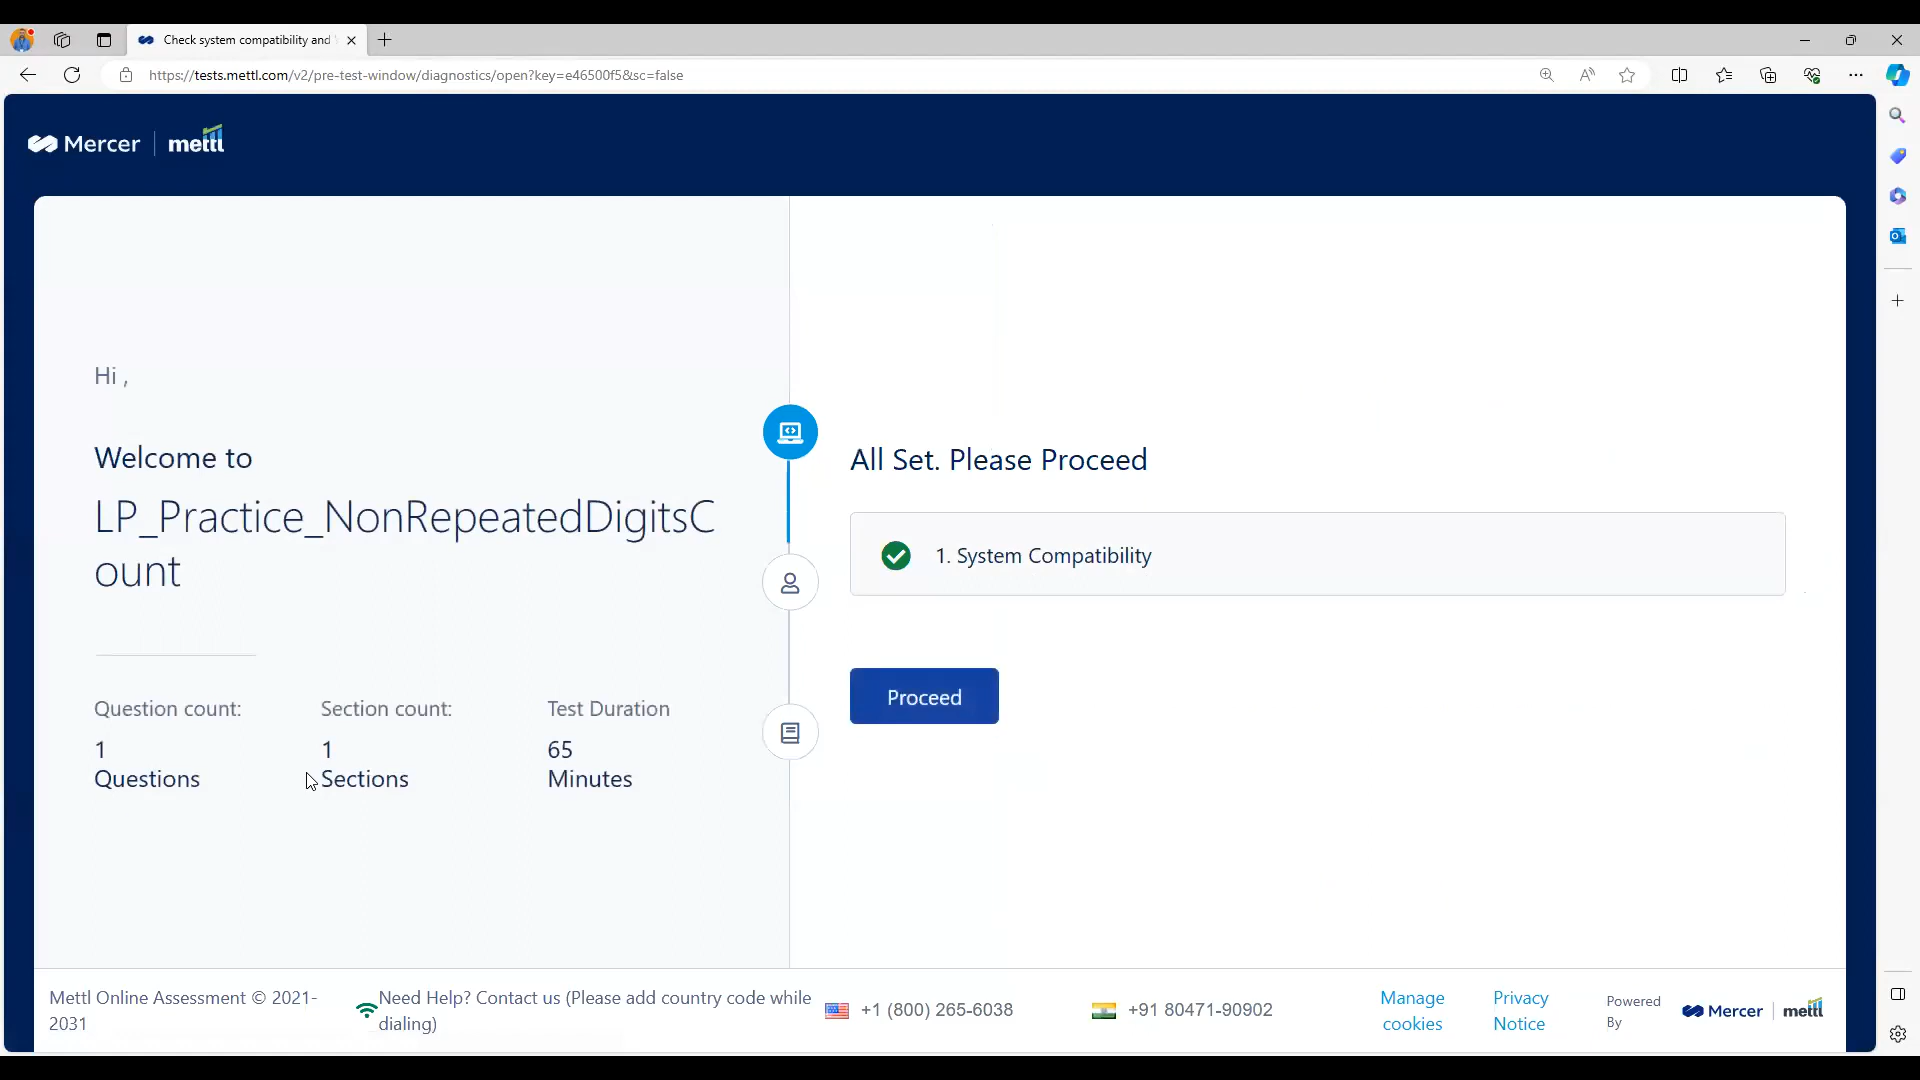 Check system compatibility and
https://tests.mettl.com/v2/pre-test-window/diagnostics/open?key=e46500f5&sc=false
Mercer | mettl
Hi ,
Welcome to
LP_Practice_NonRepeatedDigitsC
ount
Question count:
1
Questions
Section count:
1
Sections
Test Duration
65
Minutes
All Set. Please Proceed
1. System Compatibility
Proceed
Mettl Online Assessment © 2021-
2031
Need Help? Contact us (Please add country code while
dialing)
+1 (800) 265-6038
+91 80471-90902
Manage
cookies
Privacy
Notice
Powered
By
Mercer | mettl